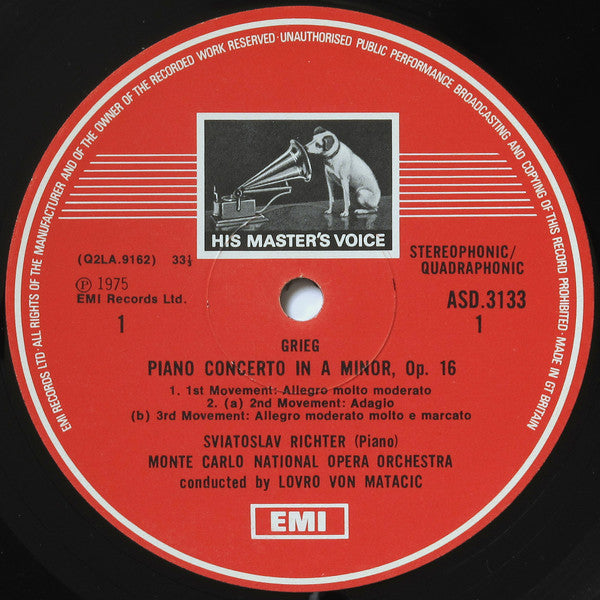 EMI RECORDS LTD · ALL RIGHTS OF THE MANUFACTURER AND OF THE OWNER OF THE RECORDED WORK RESERVED · UNAUTHORISED PUBLIC PERFORMANCE BROADCASTING AND COPYING OF THIS RECORD PROHIBITED · MADE IN GT BRITAIN
HIS MASTER'S VOICE
STEREOPHONIC/
QUADRAPHONIC
(Q2LA.9162) 33⅓
Ⓟ 1975
EMI Records Ltd.
ASD.3133
1
1
GRIEG
PIANO CONCERTO IN A MINOR, Op. 16
1. 1st Movement: Allegro molto moderato
2. (a) 2nd Movement: Adagio
(b) 3rd Movement: Allegro moderato molto e marcato
SVIATOSLAV RICHTER (Piano)
MONTE CARLO NATIONAL OPERA ORCHESTRA
conducted by LOVRO VON MATACIC
EMI